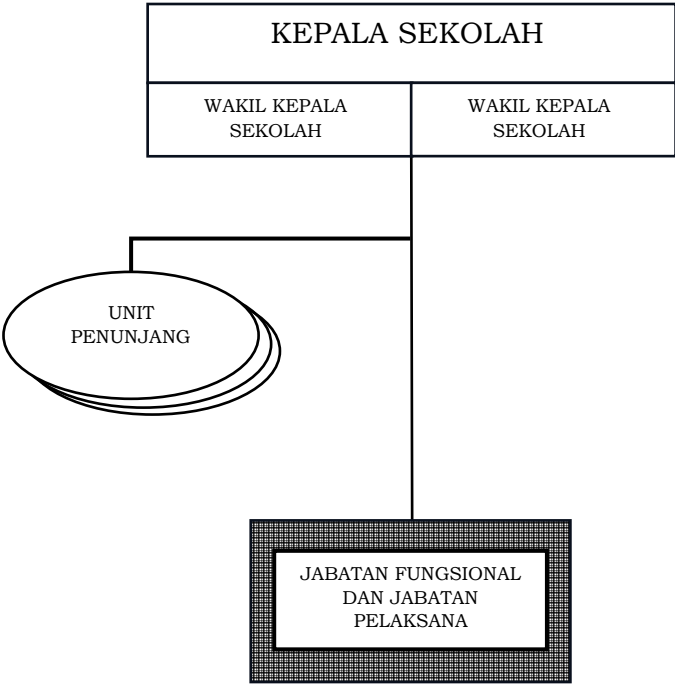 KEPALA SEKOLAH
WAKIL KEPALA
SEKOLAH
WAKIL KEPALA
SEKOLAH
UNIT
PENUNJANG
JABATAN FUNGSIONAL
DAN JABATAN
PELAKSANA